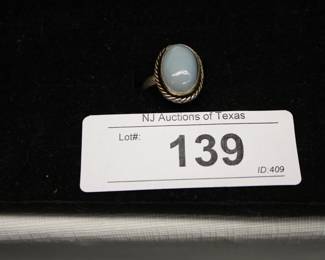 NJ Auctions of Texas
Lot#:
139
ID:409